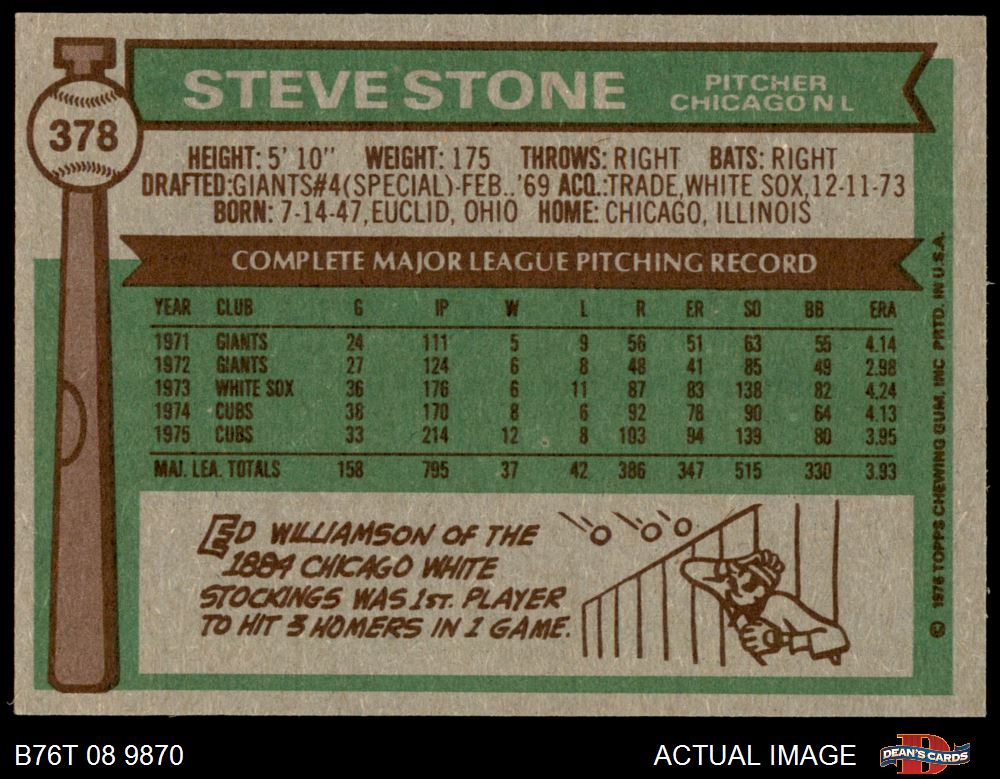 STEVE STONE
PITCHER
CHICAGO N L
378
HEIGHT: 5' 10" WEIGHT: 175 THROWS: RIGHT BATS: RIGHT
DRAFTED:GIANTS#4(SPECIAL)-FEB..'69 ACQ.:TRADE,WHITE SOX,12-11-73
BORN: 7-14-47,EUCLID, OHIO HOME: CHICAGO, ILLINOIS
COMPLETE MAJOR LEAGUE PITCHING RECORD
YEAR CLUB G IP W L R ER SO BB ERA
1971 GIANTS 24 111 5 9 56 51 63 55 4.14
1972 GIANTS 27 124 6 8 48 41 85 49 2.98
1973 WHITE SOX 36 176 6 11 87 83 138 82 4.24
1974 CUBS 38 170 8 6 92 78 90 64 4.13
1975 CUBS 33 214 12 8 103 94 139 80 3.95
MAJ. LEA. TOTALS 158 795 37 42 386 347 515 330 3.93
ED WILLIAMSON OF THE
1884 CHICAGO WHITE
STOCKINGS WAS 1ST. PLAYER
TO HIT 3 HOMERS IN 1 GAME.
© 1976 TOPPS CHEWING GUM, INC PRTD. IN U.S.A.
B76T 08 9870
ACTUAL IMAGE
DEAN'S CARDS